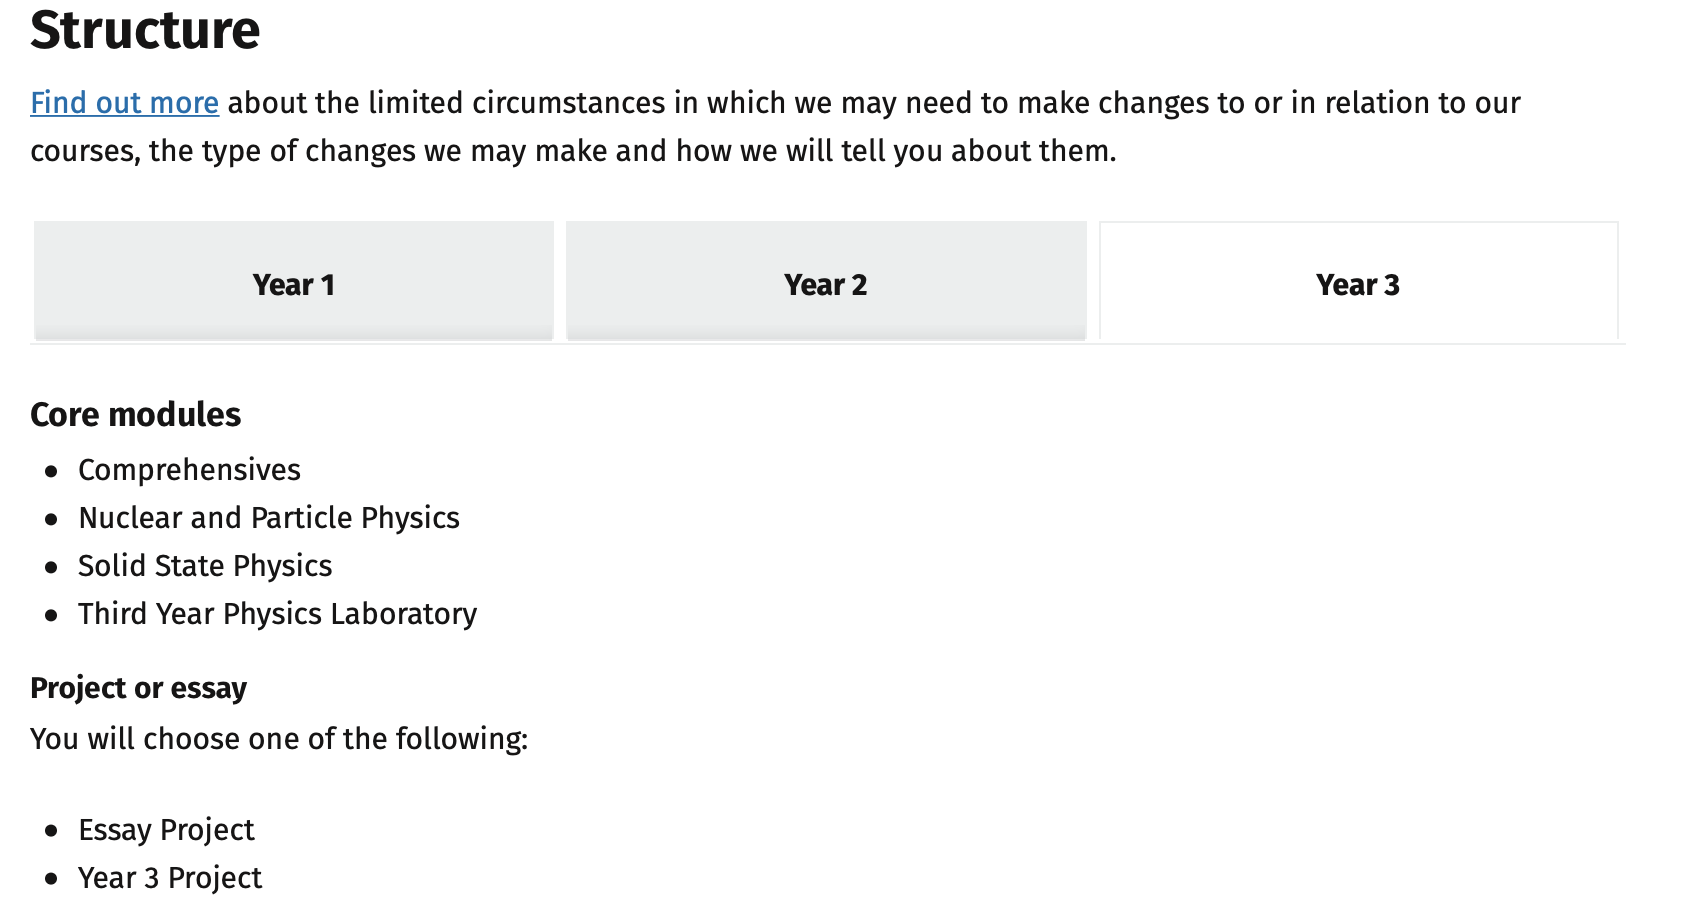 Structure
Find out more about the limited circumstances in which we may need to make changes to or in relation to our
courses, the type of changes we may make and how we will tell you about them.
Year 1
Year 2
Year 3
Core modules
Comprehensives
Nuclear and Particle Physics
Solid State Physics
Third Year Physics Laboratory
Project or essay
You will choose one of the following:
Essay Project
Year 3 Project